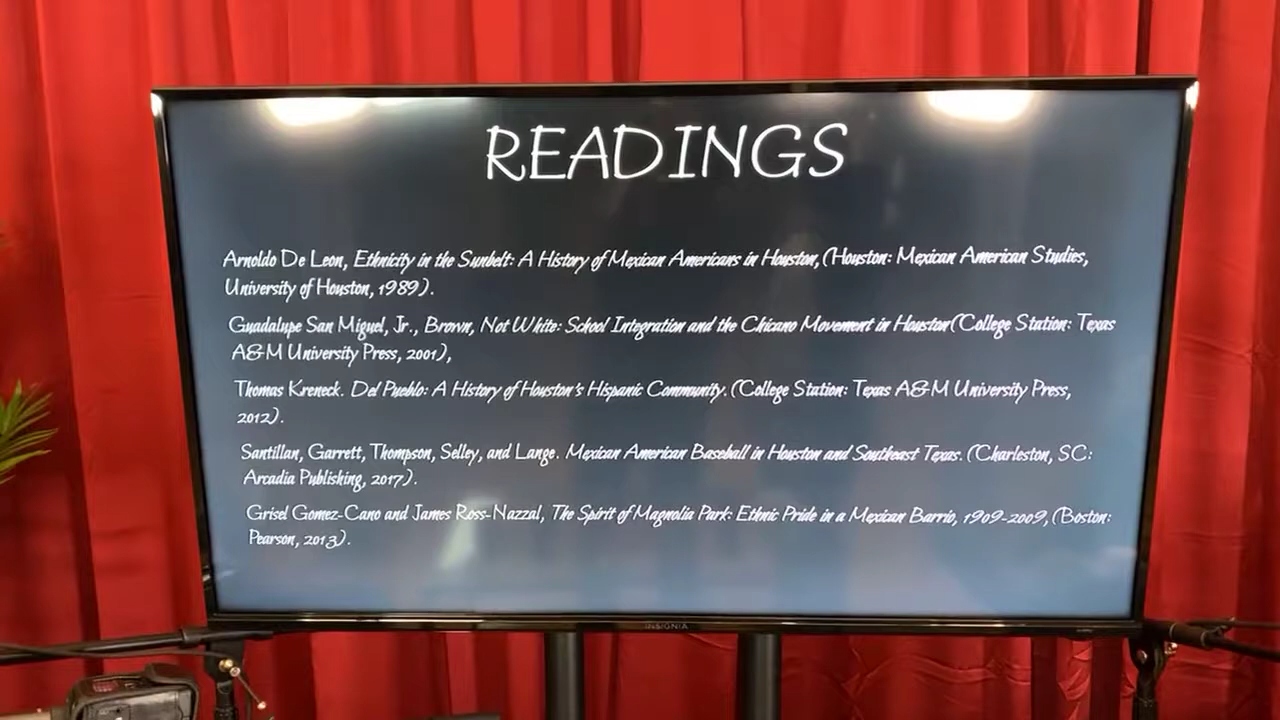 READINGS
Arnoldo De Leon, Ethnicity in the Sunbelt: A History of Mexican Americans in Houston, (Houston: Mexican American Studies,
University of Houston, 1989).
Guadalupe San Miguel, Jr., Brown, Not White: School Integration and the Chicano Movement in Houston(College Station: Texas
A&M University Press, 2001),
Thomas Kreneck. Del Pueblo: A History of Houston's Hispanic Community. (College Station: Texas A&M University Press,
2012).
Santillan, Garrett, Thompson, Selley, and Lange. Mexican American Baseball in Houston and Southeast Texas. (Charleston, SC:
Arcadia Publishing, 2017).
Grisel Gomez-Cano and James Ross-Nazzal, The Spirit of Magnolia Park: Ethnic Pride in a Mexican Barrio, 1909-2009, (Boston:
Pearson, 2013).
INSIGNIA